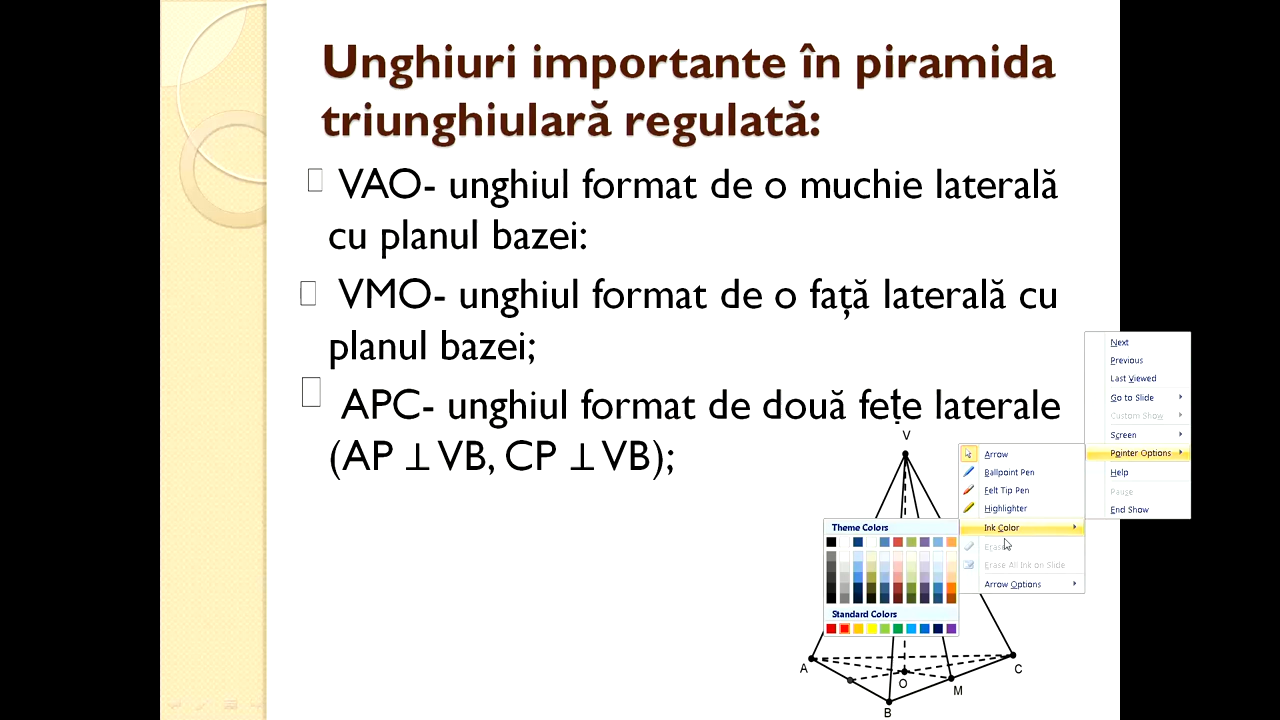 Unghiuri importante în piramida
triunghiulară regulată:
VAO- unghiul format de o muchie laterală
cu planul bazei:
VMO- unghiul format de o față laterală cu
planul bazei;
APC- unghiul format de două fețe laterale
(AP ⊥ VB, CP ⊥ VB);
Next
Previous
Last Viewed
Go to Slide
Custom Show
Screen
Pointer Options
Help
Pause
End Show
Arrow
Ballpoint Pen
Felt Tip Pen
Highlighter
Ink Color
Erase All Ink on Slide
Arrow Options
Theme Colors
Standard Colors
V
A
O
M
C
B